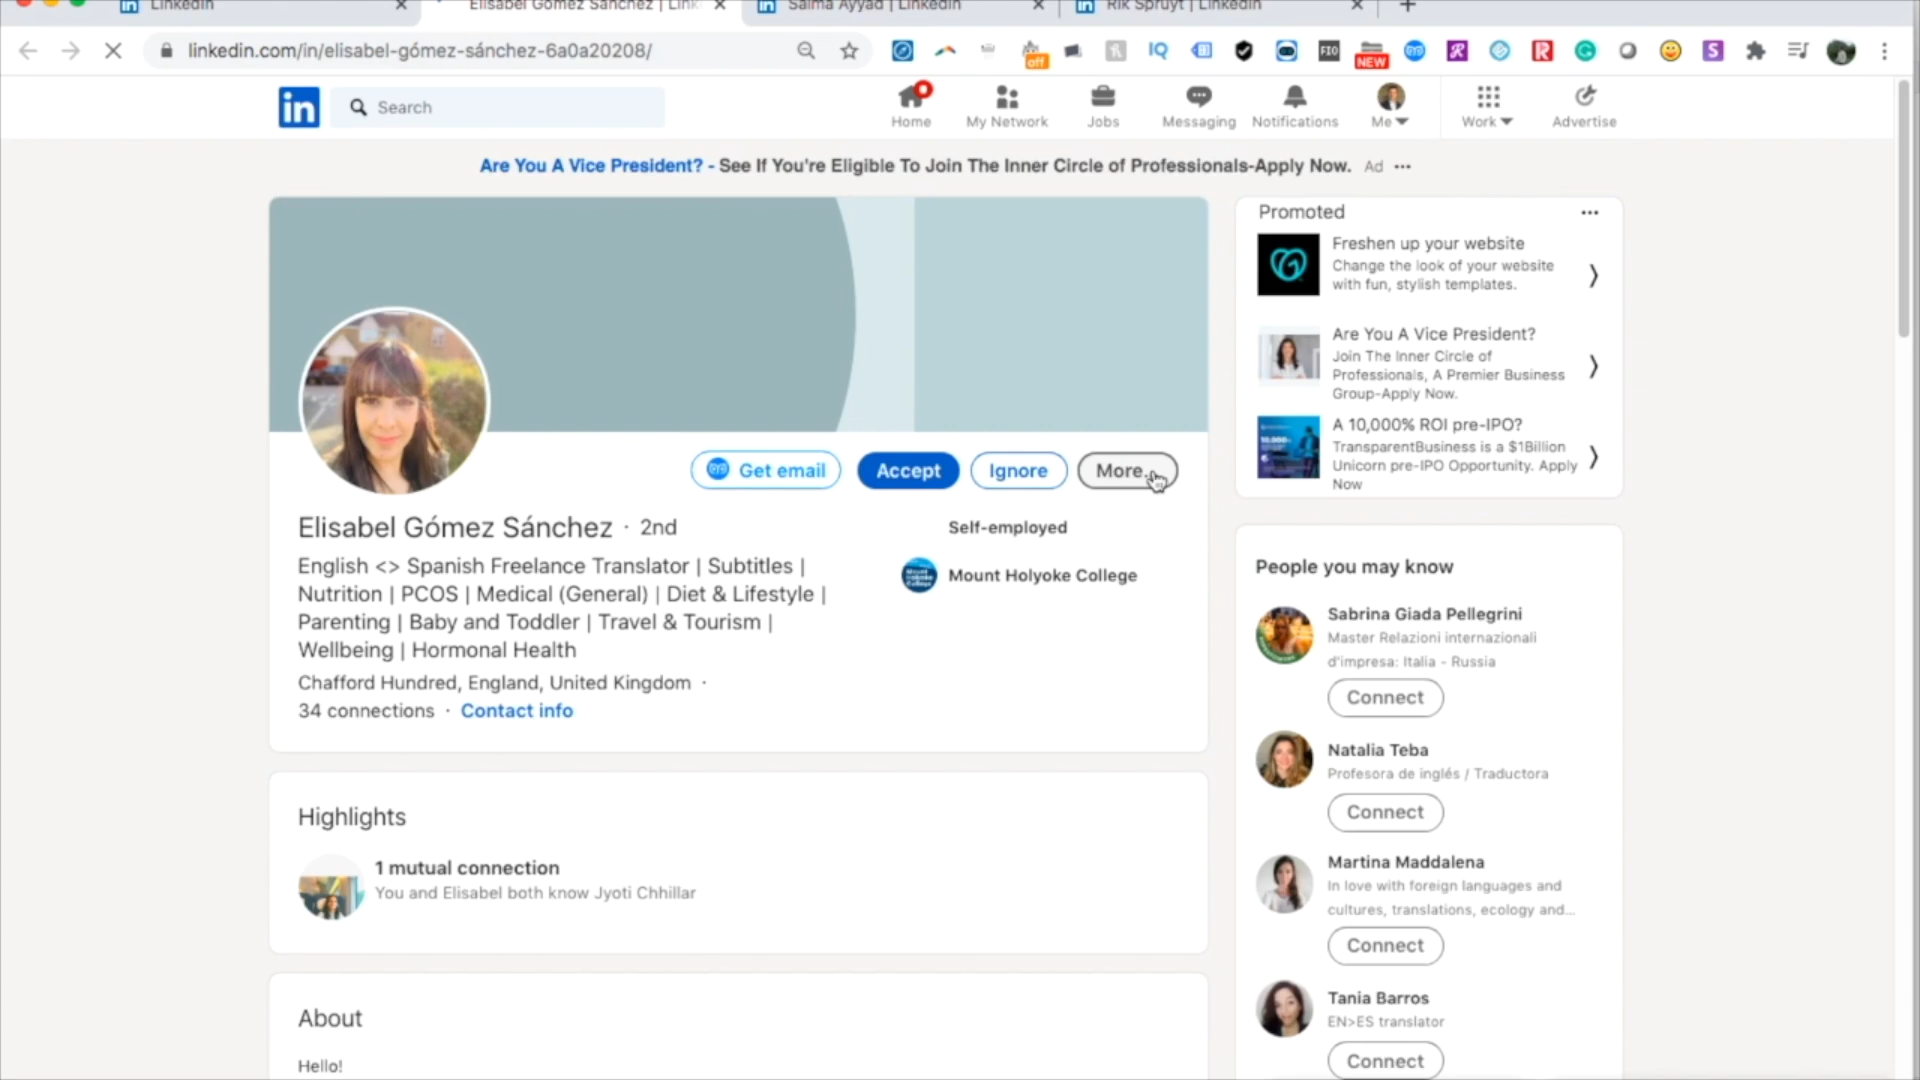 LinkedIn
Elisabel Gómez Sánchez | Link
Salma Ayyad | LinkedIn
Rik Spruyt | LinkedIn
linkedin.com/in/elisabel-gómez-sánchez-6a0a20208/
off
IQ
FIO
NEW
in
Search
Home
My Network
Jobs
Messaging
Notifications
Me
Work
Advertise
Are You A Vice President? - See If You're Eligible To Join The Inner Circle of Professionals-Apply Now. Ad
Get email
Accept
Ignore
More...
Elisabel Gómez Sánchez · 2nd
English <> Spanish Freelance Translator | Subtitles |
Nutrition | PCOS | Medical (General) | Diet & Lifestyle |
Parenting | Baby and Toddler | Travel & Tourism |
Wellbeing | Hormonal Health
Chafford Hundred, England, United Kingdom ·
34 connections · Contact info
Self-employed
Mount Holyoke College
Highlights
1 mutual connection
You and Elisabel both know Jyoti Chhillar
About
Hello!
Promoted
Freshen up your website
Change the look of your website
with fun, stylish templates.
Are You A Vice President?
Join The Inner Circle of
Professionals, A Premier Business
Group-Apply Now.
A 10,000% ROI pre-IPO?
TransparentBusiness is a $1Billion
Unicorn pre-IPO Opportunity. Apply
Now
People you may know
Sabrina Giada Pellegrini
Master Relazioni internazionali
d'impresa: Italia - Russia
Connect
Natalia Teba
Profesora de inglés / Traductora
Connect
Martina Maddalena
In love with foreign languages and
cultures, translations, ecology and...
Connect
Tania Barros
EN>ES translator
Connect